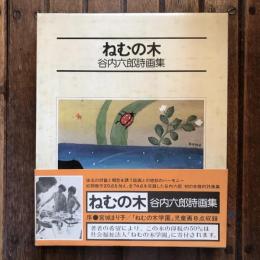 ねむの木
谷内六郎詩画集
ねむの木 谷内六郎詩画集
序●宮城まり子/「ねむの木学園」児童画8点収録
著者の希望により、この本の印税の50%は
社会福祉法人「ねむの木学園」に寄付されます。